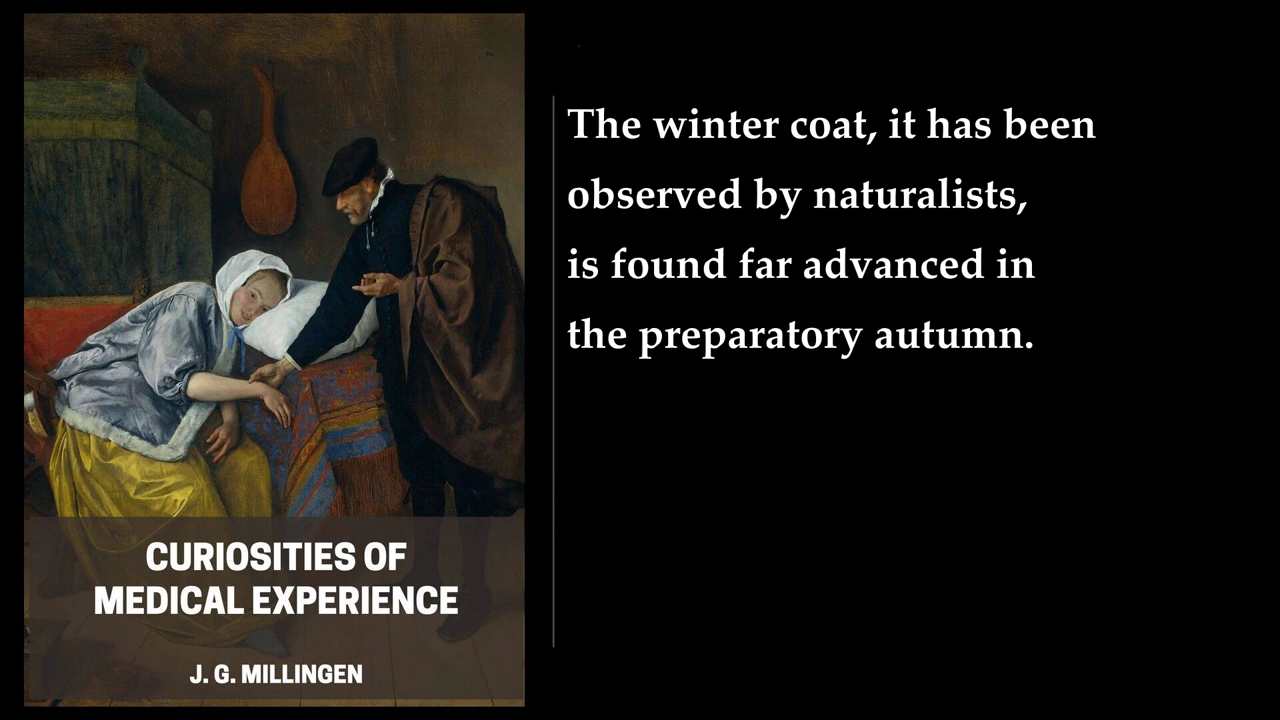 The winter coat, it has been
observed by naturalists,
is found far advanced in
the preparatory autumn.
CURIOSITIES OF
MEDICAL EXPERIENCE
J. G. MILLINGEN